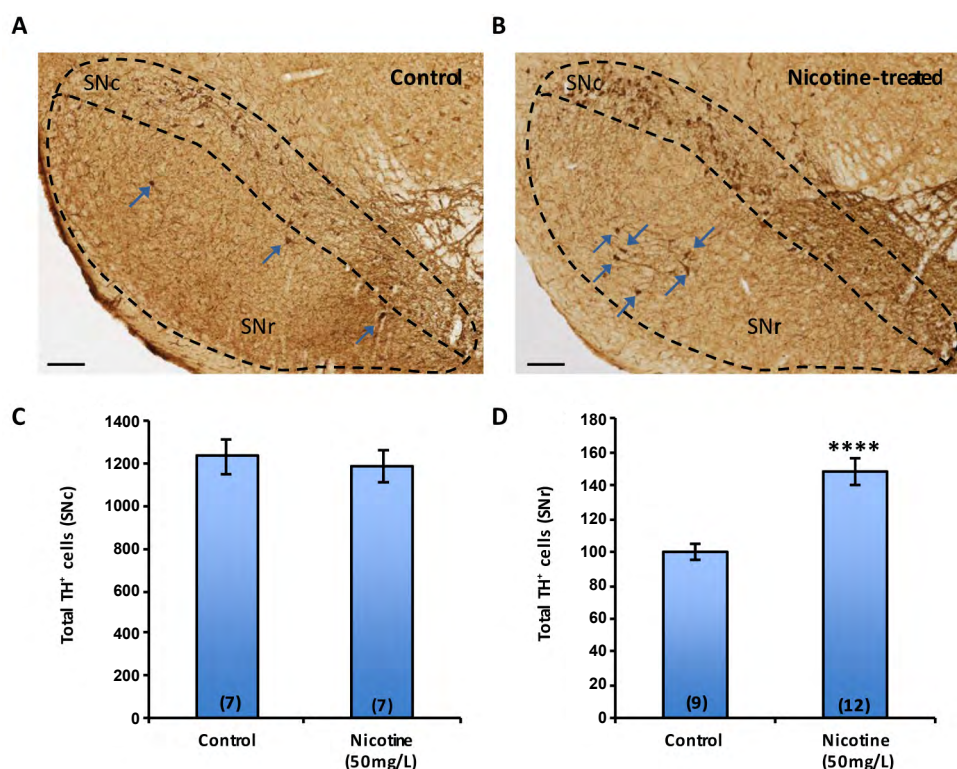 A
SNc
Control
SNr
B
SNc
Nicotine-treated
SNr
C
Total TH⁺ cells (SNc)
1400
1200
1000
800
600
400
200
0
(7)
(7)
Control
Nicotine
(50mg/L)
D
Total TH⁺ cells (SNr)
180
160
140
120
100
80
60
40
20
0
****
(9)
(12)
Control
Nicotine
(50mg/L)